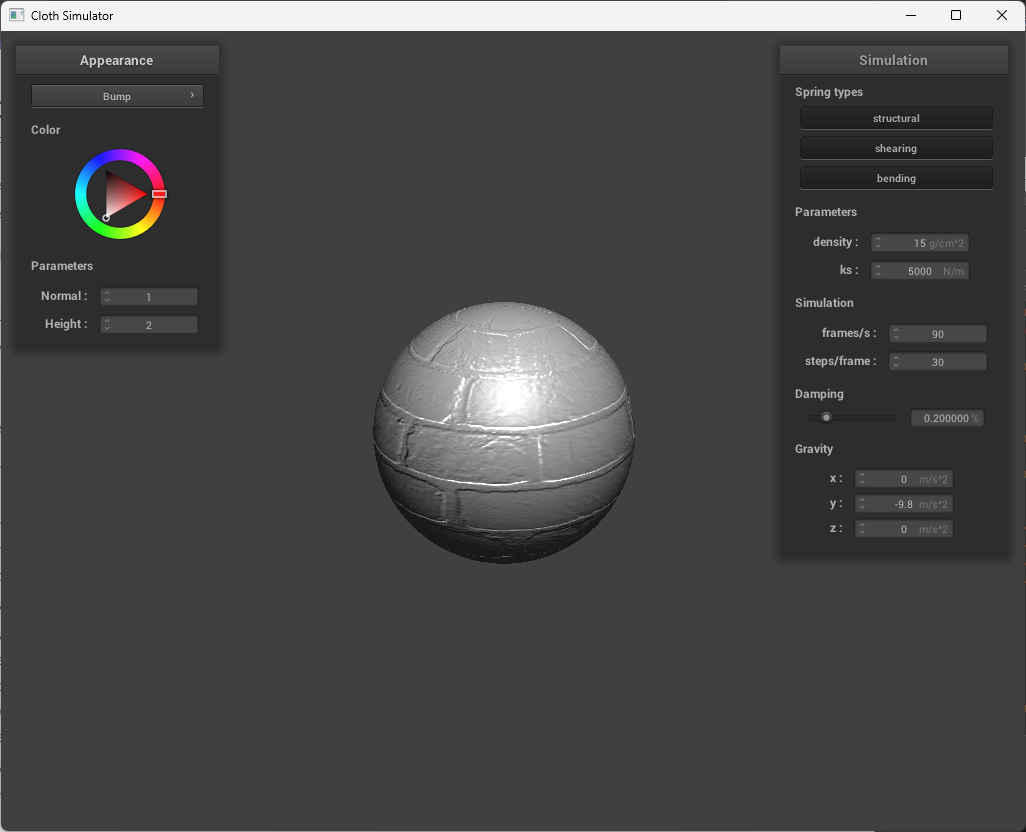 Cloth Simulator
Appearance
Bump
Color
Parameters
Normal : 1
Height : 2
Simulation
Spring types
structural
shearing
bending
Parameters
density : 15 g/cm^2
ks : 5000 N/m
Simulation
frames/s : 90
steps/frame : 30
Damping
0.200000 %
Gravity
x : 0 m/s^2
y : -9.8 m/s^2
z : 0 m/s^2